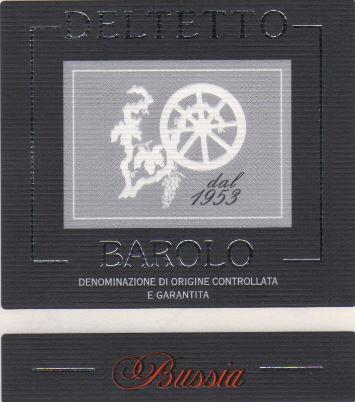 DELTETTO
dal
1953
BAROLO
DENOMINAZIONE DI ORIGINE CONTROLLATA
E GARANTITA
Bussia